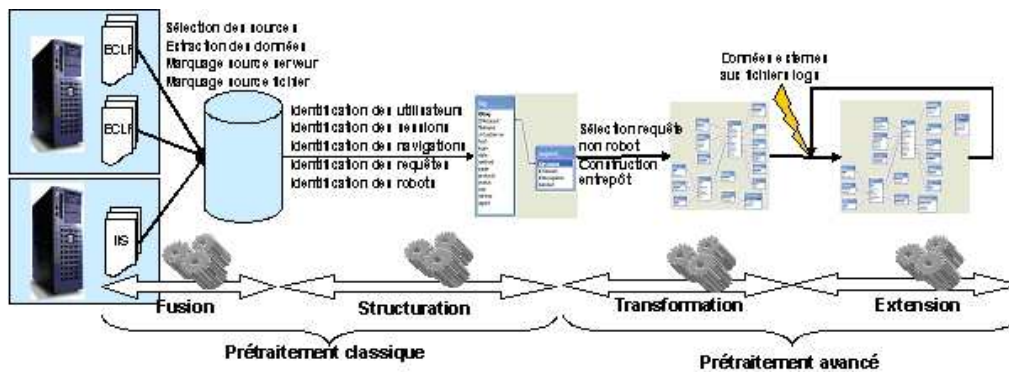 ECLF
ECLF
IIS
Sélection des sources
Extraction des données
Marquage source serveur
Marquage source fichier
Identification des utilisateurs
Identification des sessions
Identification des navigations
Identification des requêtes
Identification des robots
Sélection requête
non robot
Construction
entrepôt
Données externes
aux fichiers logs
Fusion
Structuration
Transformation
Extension
Prétraitement classique
Prétraitement avancé